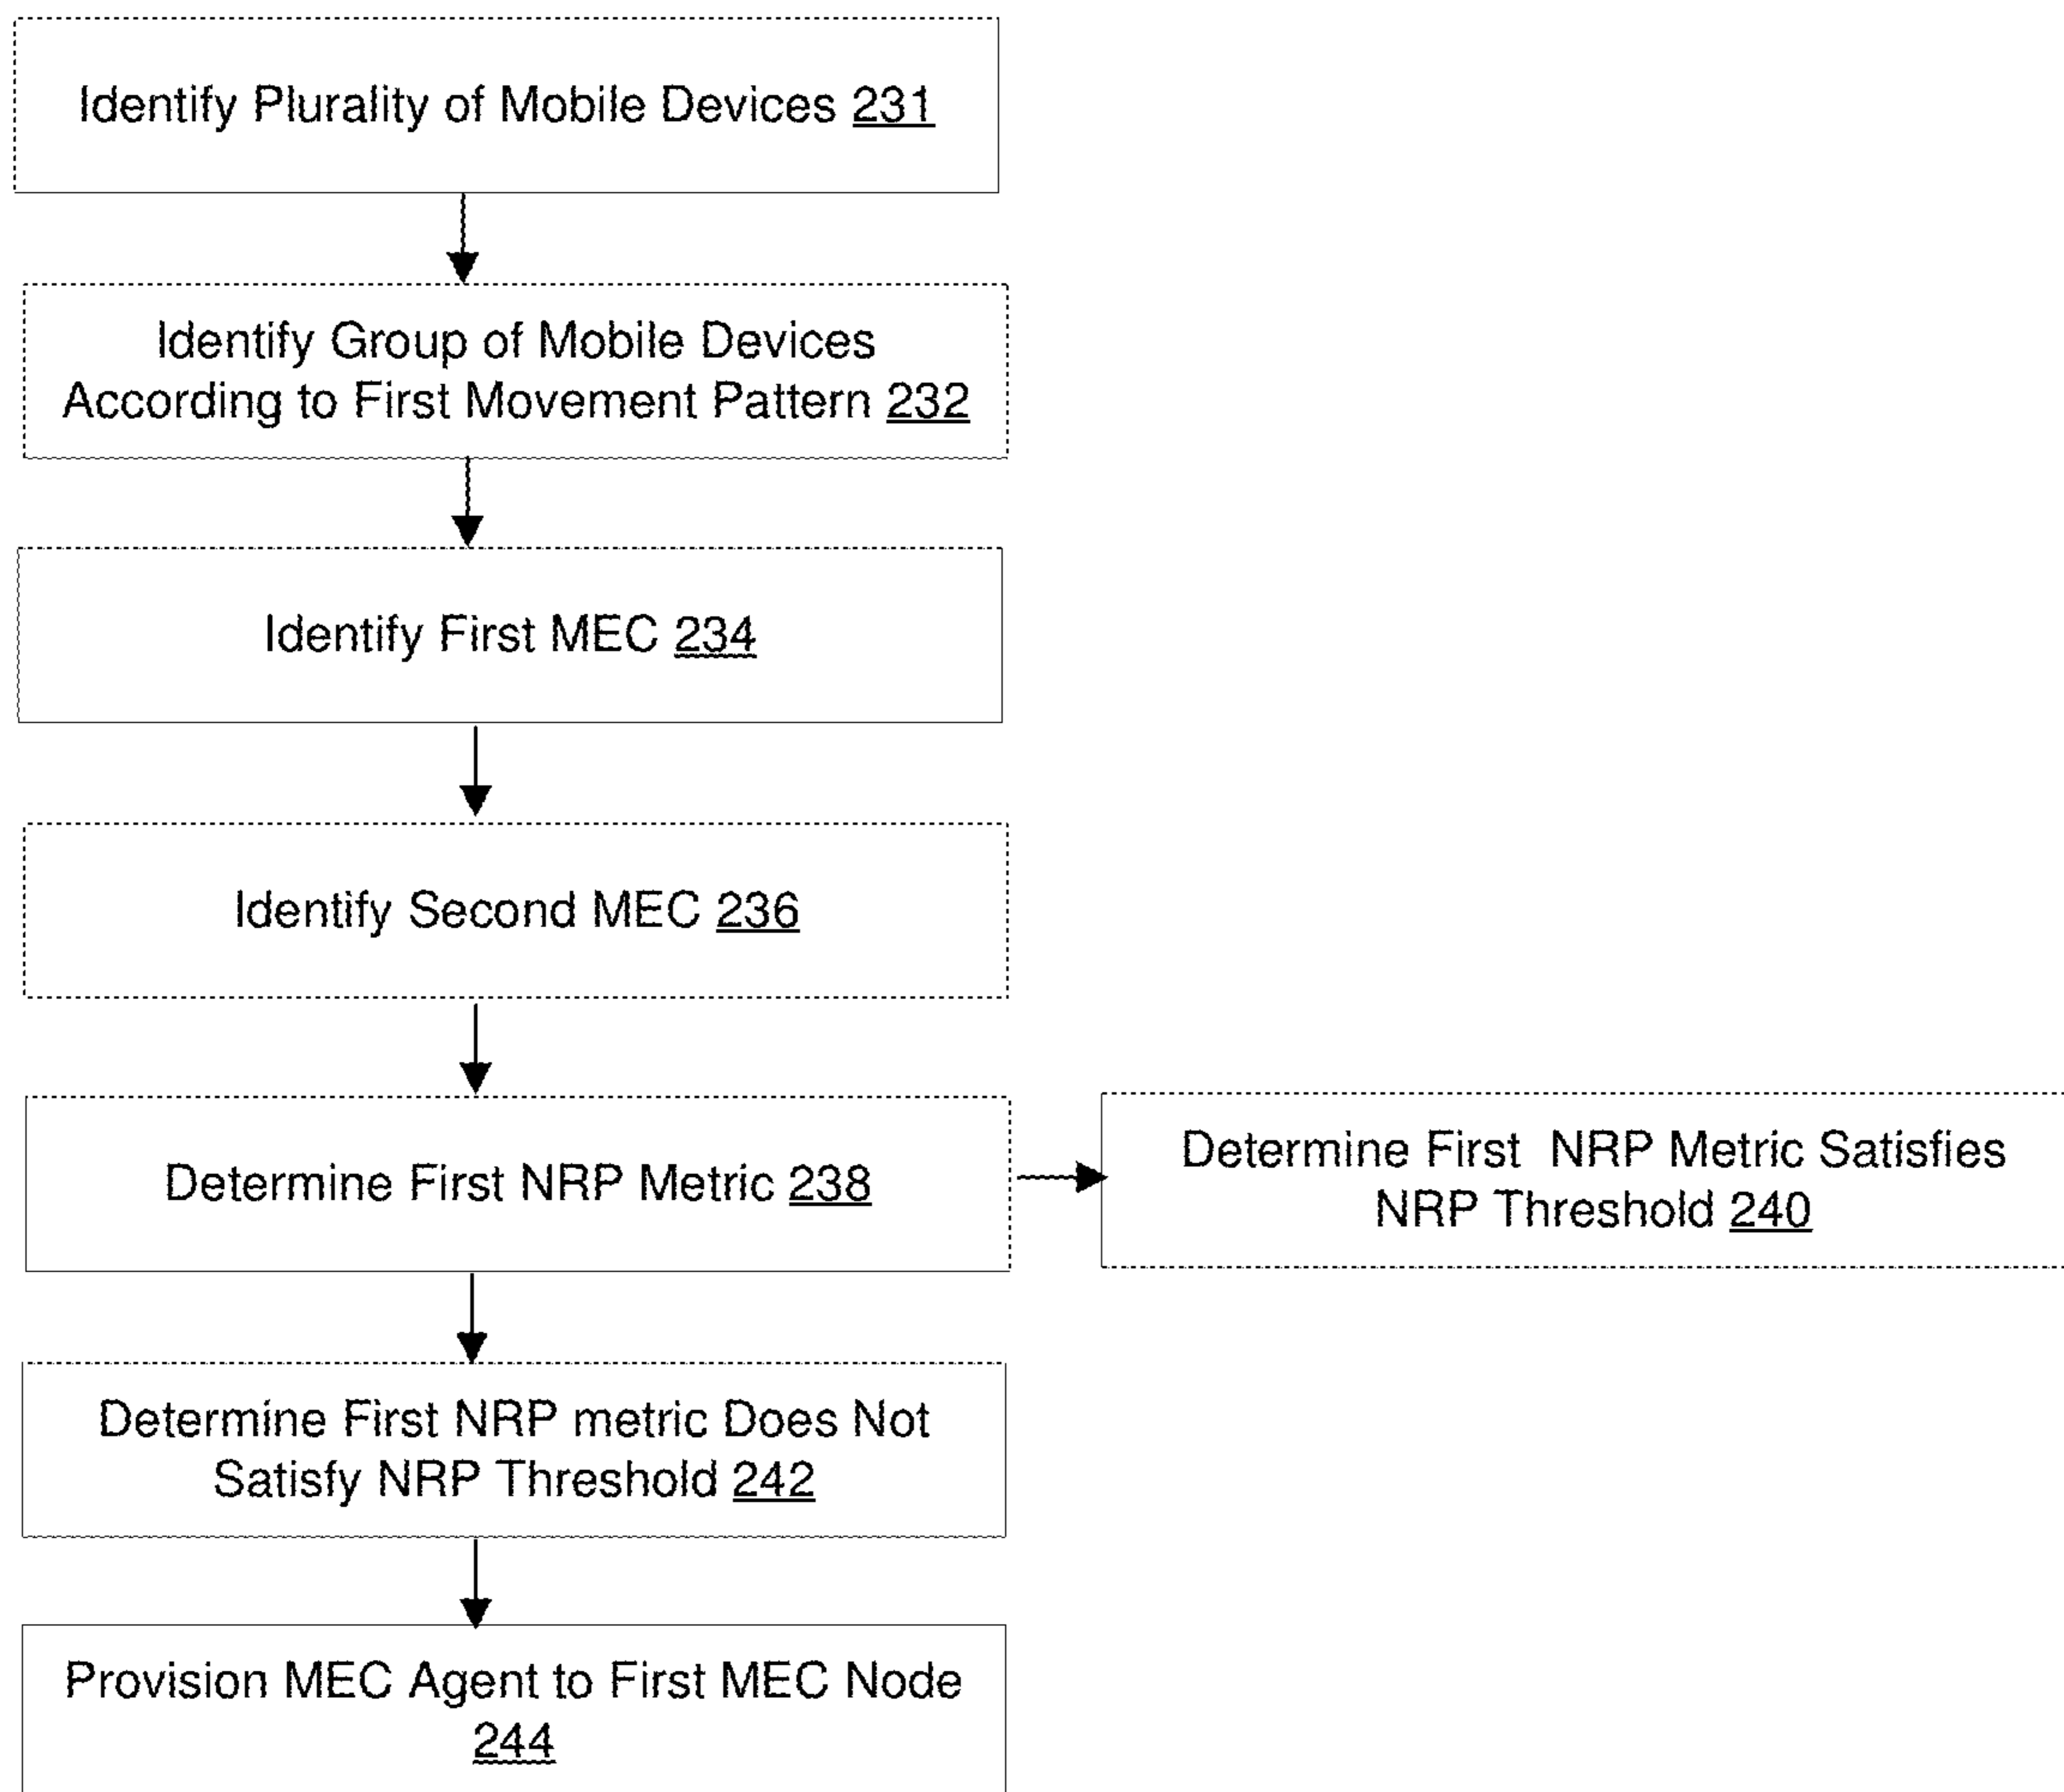 Identify Plurality of Mobile Devices 231
Identify Group of Mobile Devices
According to First Movement Pattern 232
Identify First MEC 234
Identify Second MEC 236
Determine First NRP Metric 238
Determine First NRP Metric Satisfies
NRP Threshold 240
Determine First NRP metric Does Not
Satisfy NRP Threshold 242
Provision MEC Agent to First MEC Node
244